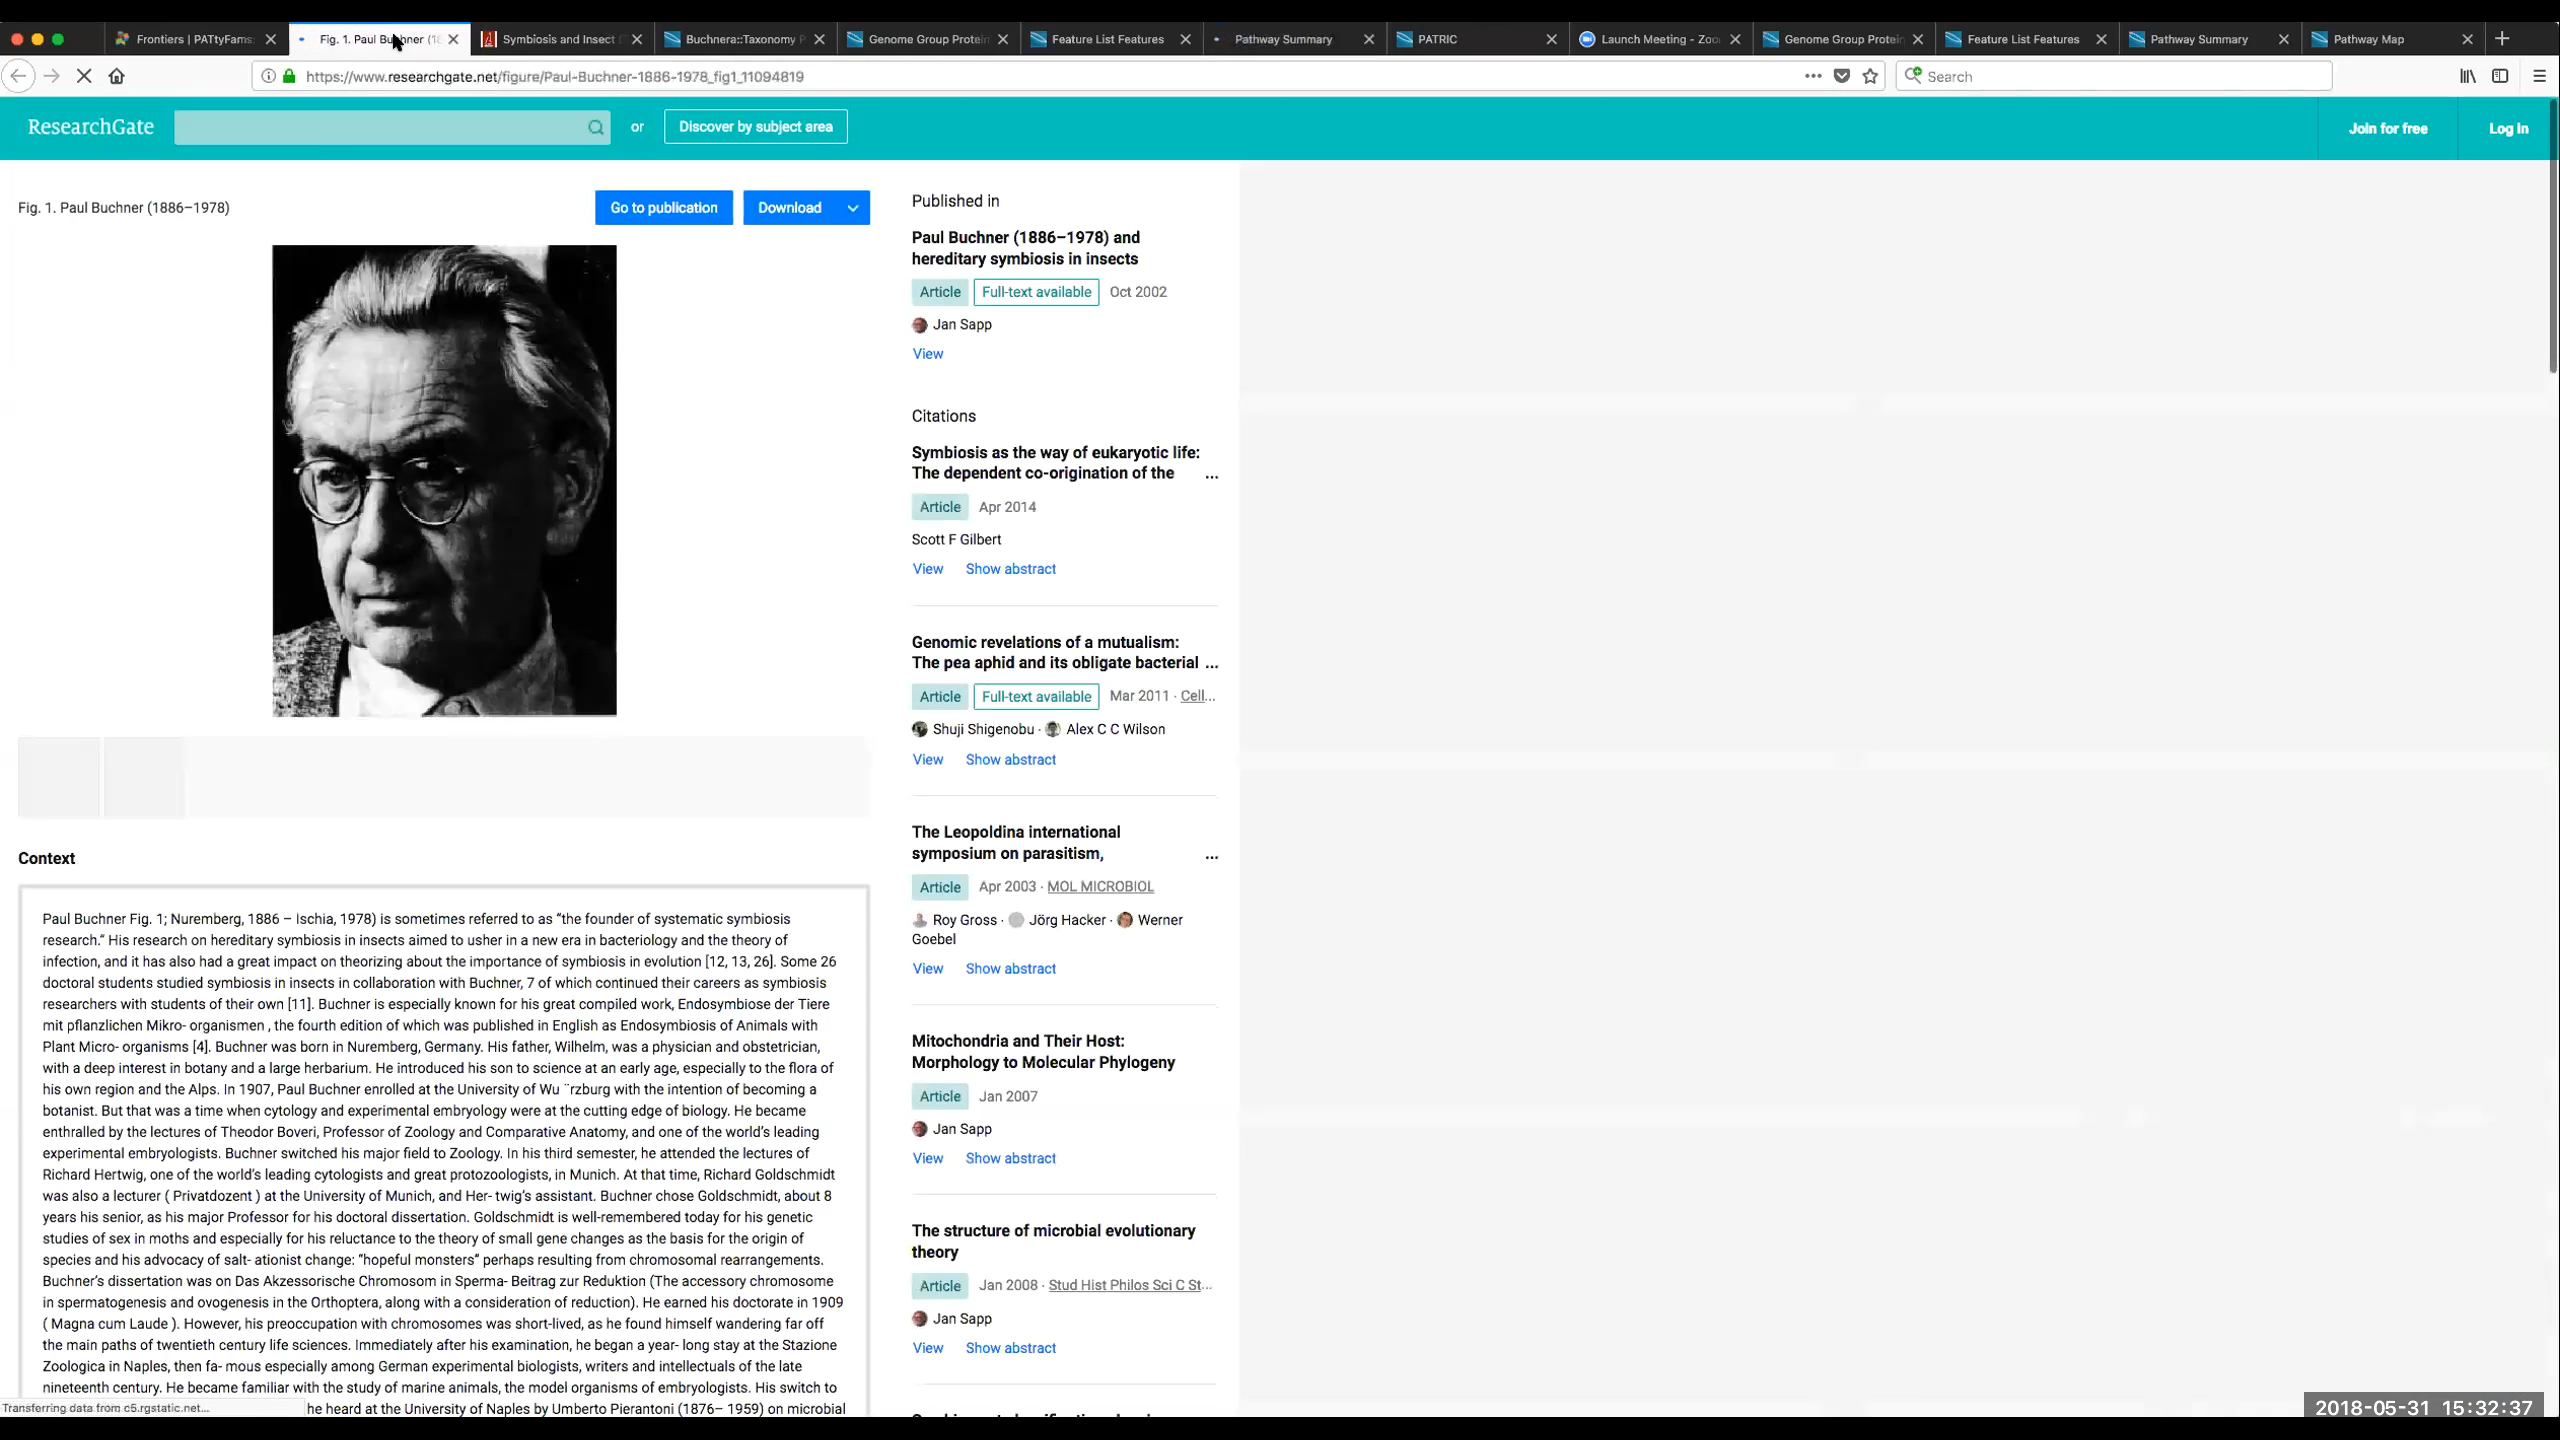 Frontiers | PATtyFams:
Fig. 1. Paul Buchner (18
Symbiosis and Insect
Buchnera::Taxonomy P
Genome Group Protein
Feature List Features
Pathway Summary
PATRIC
Launch Meeting - Zoo
Genome Group Protein
Feature List Features
Pathway Summary
Pathway Map
https://www.researchgate.net/figure/Paul-Buchner-1886-1978_fig1_11094819
Search
ResearchGate
or
Discover by subject area
Join for free
Log In
Fig. 1. Paul Buchner (1886–1978)
Go to publication
Download
Context
Paul Buchner Fig. 1; Nuremberg, 1886 – Ischia, 1978) is sometimes referred to as “the founder of systematic symbiosis
research.” His research on hereditary symbiosis in insects aimed to usher in a new era in bacteriology and the theory of
infection, and it has also had a great impact on theorizing about the importance of symbiosis in evolution [12, 13, 26]. Some 26
doctoral students studied symbiosis in insects in collaboration with Buchner, 7 of which continued their careers as symbiosis
researchers with students of their own [11]. Buchner is especially known for his great compiled work, Endosymbiose der Tiere
mit pflanzlichen Mikro- organismen , the fourth edition of which was published in English as Endosymbiosis of Animals with
Plant Micro- organisms [4]. Buchner was born in Nuremberg, Germany. His father, Wilhelm, was a physician and obstetrician,
with a deep interest in botany and a large herbarium. He introduced his son to science at an early age, especially to the flora of
his own region and the Alps. In 1907, Paul Buchner enrolled at the University of Wu ¨rzburg with the intention of becoming a
botanist. But that was a time when cytology and experimental embryology were at the cutting edge of biology. He became
enthralled by the lectures of Theodor Boveri, Professor of Zoology and Comparative Anatomy, and one of the world’s leading
experimental embryologists. Buchner switched his major field to Zoology. In his third semester, he attended the lectures of
Richard Hertwig, one of the world’s leading cytologists and great protozoologists, in Munich. At that time, Richard Goldschmidt
was also a lecturer ( Privatdozent ) at the University of Munich, and Her- twig’s assistant. Buchner chose Goldschmidt, about 8
years his senior, as his major Professor for his doctoral dissertation. Goldschmidt is well-remembered today for his genetic
studies of sex in moths and especially for his reluctance to the theory of small gene changes as the basis for the origin of
species and his advocacy of salt- ationist change: “hopeful monsters” perhaps resulting from chromosomal rearrangements.
Buchner’s dissertation was on Das Akzessorische Chromosom in Sperma- Beitrag zur Reduktion (The accessory chromosome
in spermatogenesis and ovogenesis in the Orthoptera, along with a consideration of reduction). He earned his doctorate in 1909
( Magna cum Laude ). However, his preoccupation with chromosomes was short-lived, as he found himself wandering far off
the main paths of twentieth century life sciences. Immediately after his examination, he began a year- long stay at the Stazione
Zoologica in Naples, then fa- mous especially among German experimental biologists, writers and intellectuals of the late
nineteenth century. He became familiar with the study of marine animals, the model organisms of embryologists. His switch to
he heard at the University of Naples by Umberto Pierantoni (1876– 1959) on microbial
Transferring data from c5.rgstatic.net...
Published in
Paul Buchner (1886–1978) and
hereditary symbiosis in insects
Article Full-text available Oct 2002
Jan Sapp
View
Citations
Symbiosis as the way of eukaryotic life:
The dependent co-origination of the ...
Article Apr 2014
Scott F Gilbert
View Show abstract
Genomic revelations of a mutualism:
The pea aphid and its obligate bacterial ...
Article Full-text available Mar 2011 · Cell...
Shuji Shigenobu · Alex C C Wilson
View Show abstract
The Leopoldina international
symposium on parasitism, ...
Article Apr 2003 · MOL MICROBIOL
Roy Gross · Jörg Hacker · Werner
Goebel
View Show abstract
Mitochondria and Their Host:
Morphology to Molecular Phylogeny
Article Jan 2007
Jan Sapp
View Show abstract
The structure of microbial evolutionary
theory
Article Jan 2008 · Stud Hist Philos Sci C St...
Jan Sapp
View Show abstract
2018-05-31 15:32:37